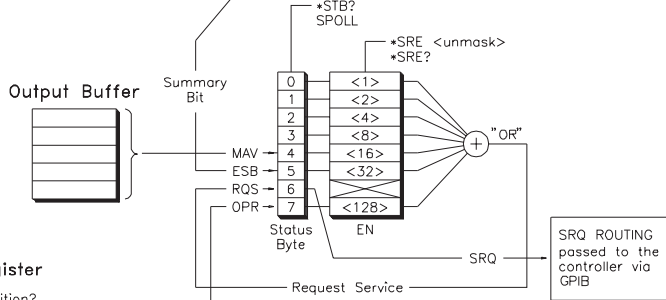 *STB?
SPOLL
*SRE <unmask>
*SRE?
Output Buffer
Summary
Bit
0 <1>
1 <2>
2 <4>
3 <8>
MAV 4 <16>
ESB 5 <32>
RQS 6
OPR 7 <128>
"OR"
+
Status
Byte
EN
SRQ
SRQ ROUTING
passed to the
controller via
GPIB
Request Service
gister
ition?